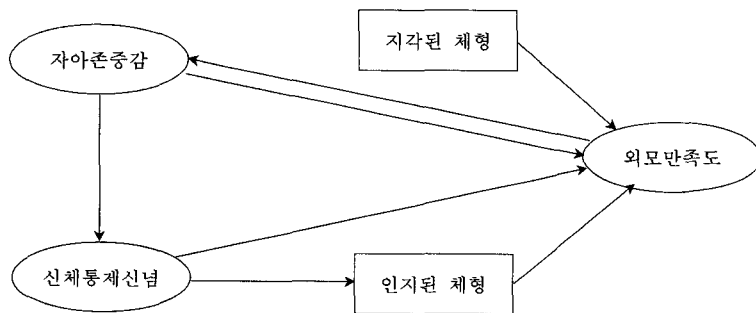 지각된 체형
자아존중감
외모만족도
신체통제신념
인지된 체형